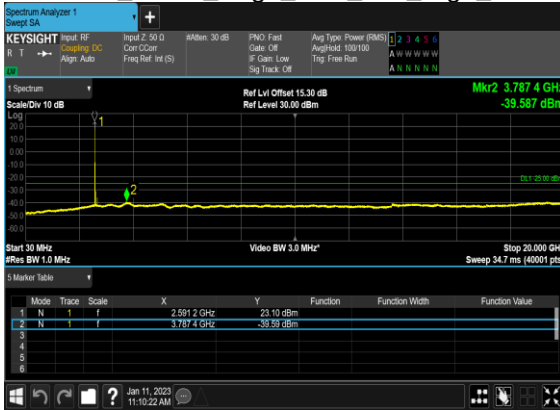 Spectrum Analyzer 1
Swept SA
+
KEYSIGHT
R T
LW
Input: RF
Coupling: DC
Align: Auto
Input Z: 50 Ω
Corr CCorr
Freq Ref: Int (S)
#Atten: 30 dB
PNO: Fast
Gate: Off
IF Gain: Low
Sig Track: Off
Avg Type: Power (RMS)
Avg|Hold: 100/100
Trig: Free Run
1 2 3 4 5 6
A W W W W W
A N N N N N
1 Spectrum
Scale/Div 10 dB
Ref Lvl Offset 15.30 dB
Ref Level 30.00 dBm
Mkr2 3.787 4 GHz
-39.587 dBm
Log
20.0
10.0
0.00
-10.0
-20.0
-30.0
-40.0
-50.0
-60.0
1
2
DL1 -25.00 dBm
Start 30 MHz
#Res BW 1.0 MHz
Video BW 3.0 MHz*
Stop 20.000 GH
Sweep 34.7 ms (40001 pts
5 Marker Table
Mode Trace Scale X Y Function Function Width Function Value
1 N 1 f 2.591 2 GHz 23.10 dBm
2 N 1 f 3.787 4 GHz -39.59 dBm
3
4
5
6
?
Jan 11, 2023
11:10:22 AM